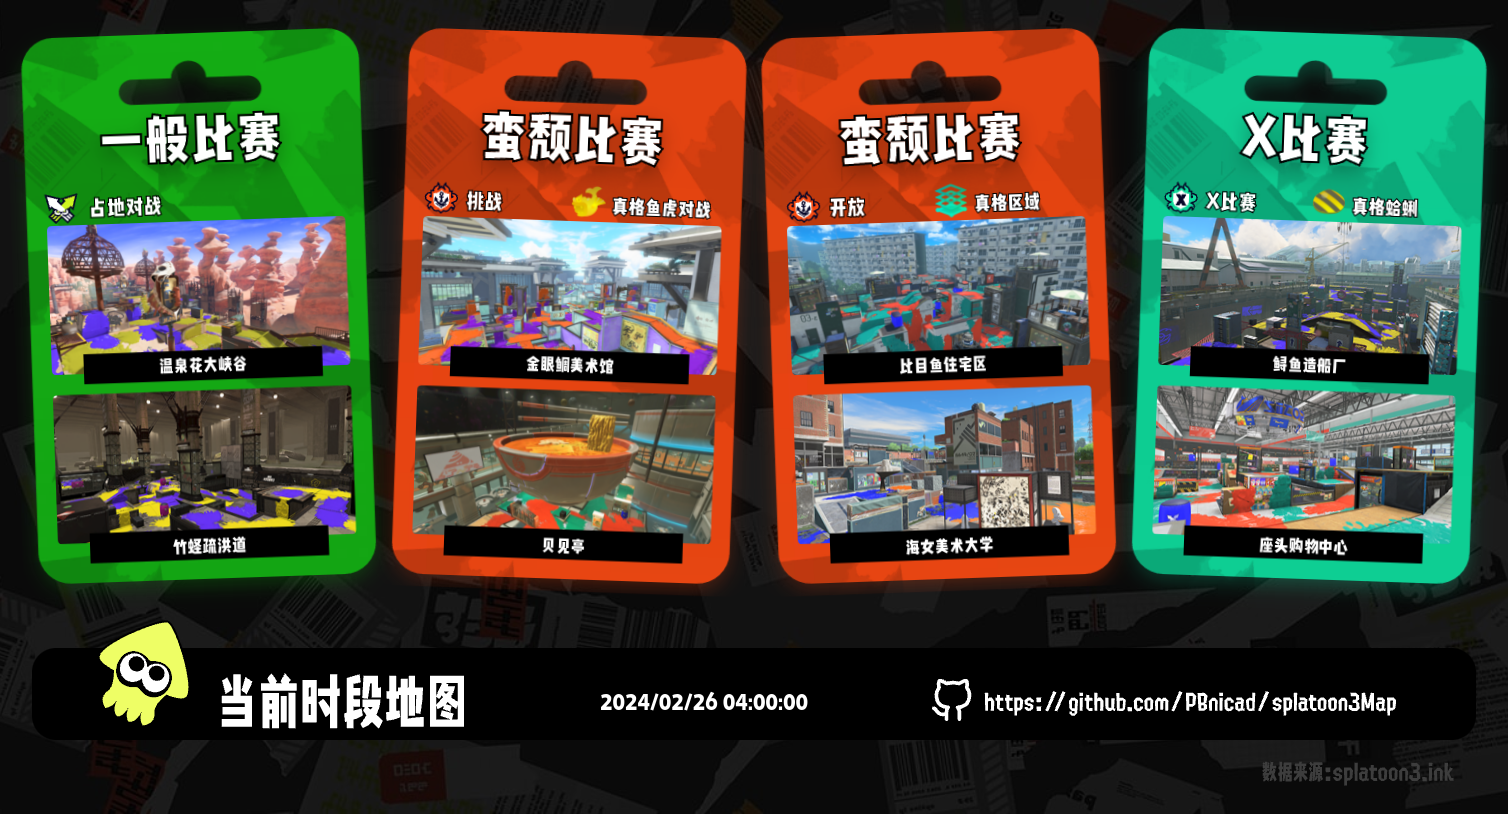 一般比赛
占地对战
温泉花大峡谷
竹蛏疏洪道
蛮颓比赛
挑战
真格鱼虎对战
金眼鲷美术馆
贝见亭
蛮颓比赛
开放
真格区域
比目鱼住宅区
海女美术大学
X比赛
X比赛
真格蛤蜊
鲟鱼造船厂
座头购物中心
当前时段地图
2024/02/26 04:00:00
https://github.com/PBnicad/splatoon3Map
数据来源:splatoon3.ink